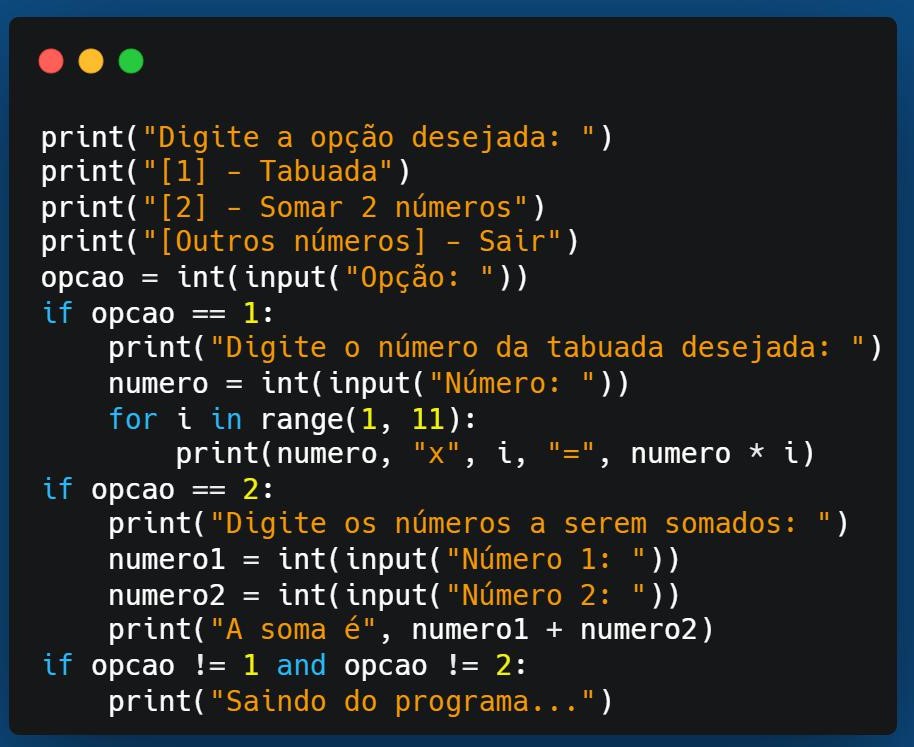 print("Digite a opção desejada: ")
print("[1] - Tabuada")
print("[2] - Somar 2 números")
print("[Outros números] - Sair")
opcao = int(input("Opção: "))
if opcao == 1:
    print("Digite o número da tabuada desejada: ")
    numero = int(input("Número: "))
    for i in range(1, 11):
        print(numero, "x", i, "=", numero * i)
if opcao == 2:
    print("Digite os números a serem somados: ")
    numero1 = int(input("Número 1: "))
    numero2 = int(input("Número 2: "))
    print("A soma é", numero1 + numero2)
if opcao != 1 and opcao != 2:
    print("Saindo do programa...")